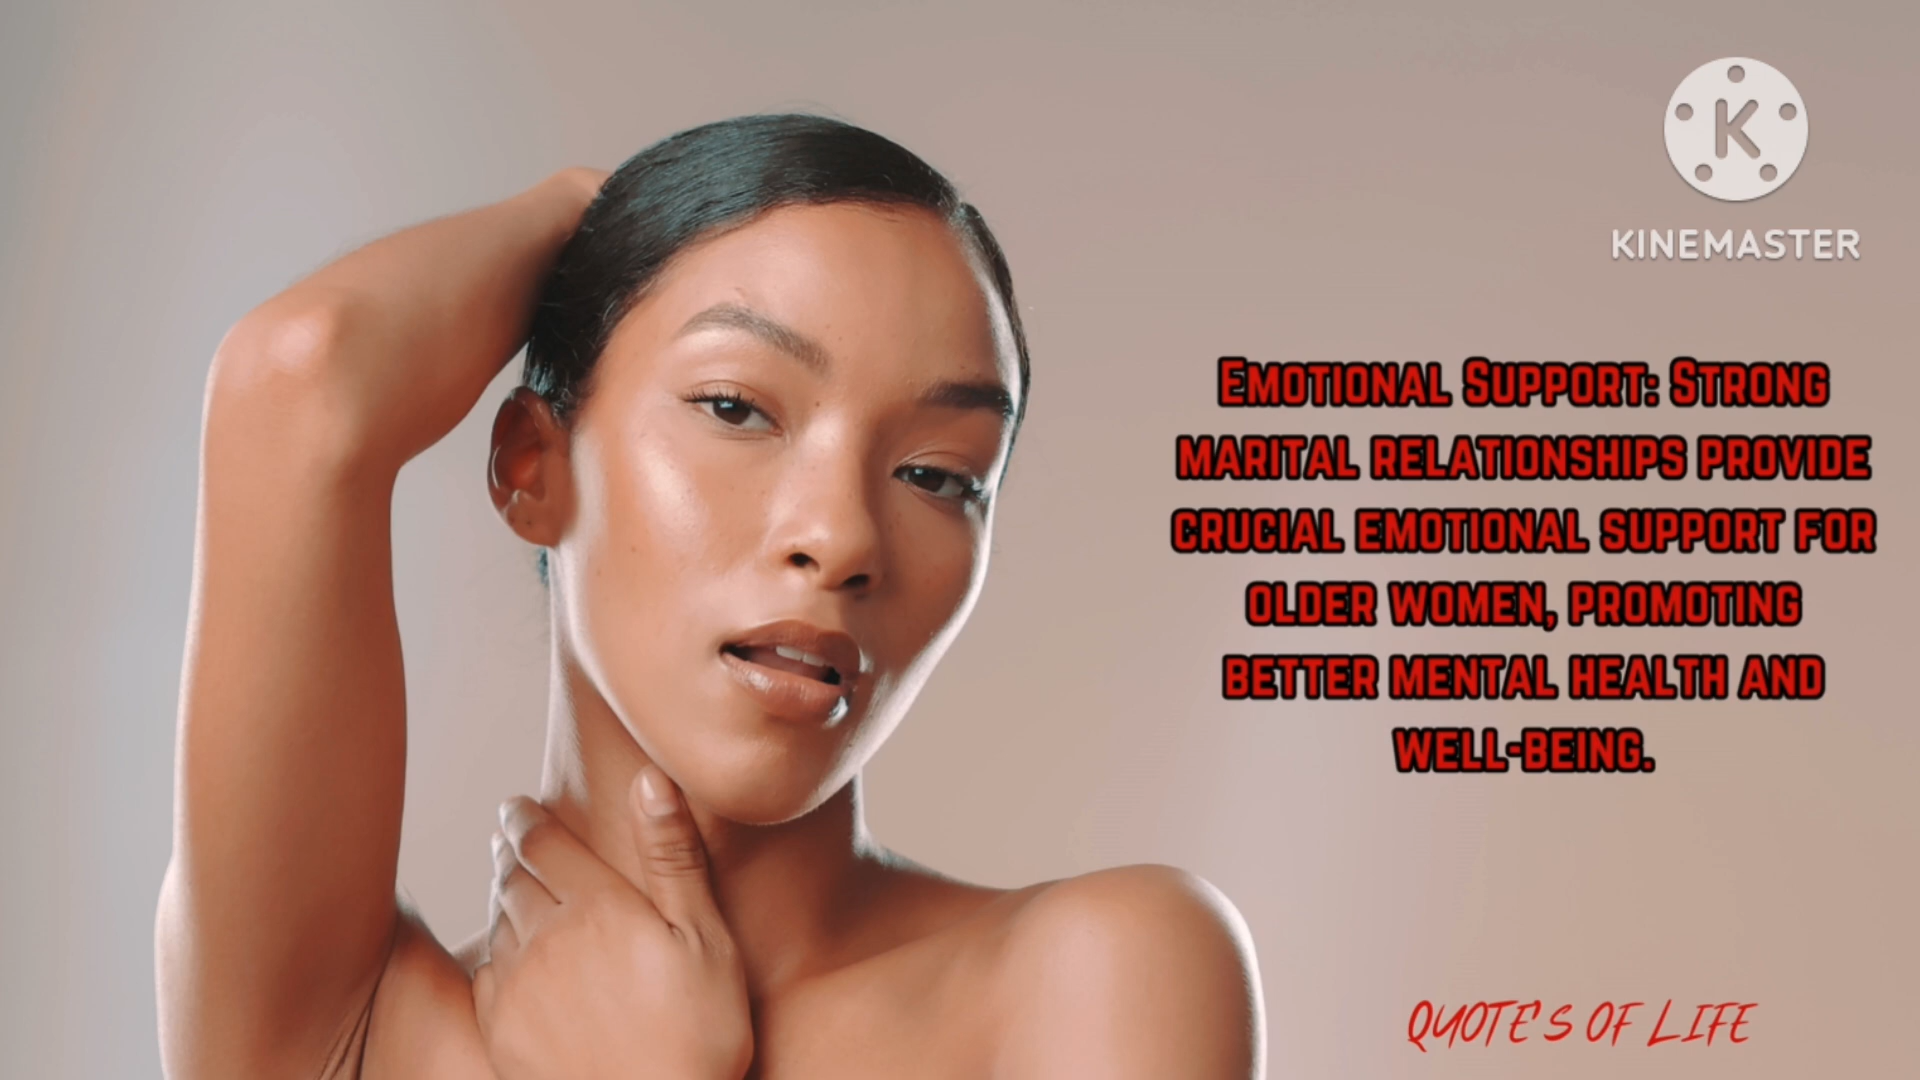 KINEMASTER
Emotional Support: Strong
marital relationships provide
crucial emotional support for
older women, promoting
better mental health and
well-being.
QUOTE'S OF LIFE